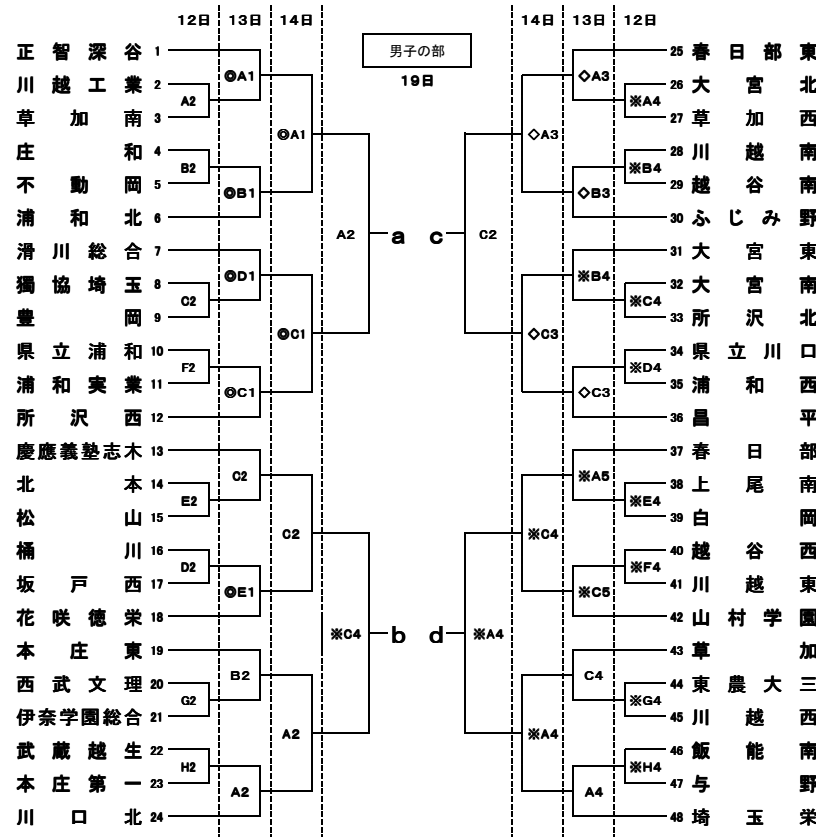 12日 13日 14日 男子の部 14日 13日 12日
19日
正智深谷 1 25 春日部東
◎A1 ◇A3
川越工業 2 26 大宮北
A2 ※A4
草加南 3 27 草加西
◎A1 ◇A3
庄和 4 28 川越南
B2 ※B4
不動岡 5 29 越谷南
◎B1 ◇B3
浦和北 6 30 ふじみ野
A2 a c C2
滑川総合 7 31 大宮東
◎D1 ※B4
獨協埼玉 8 32 大宮南
C2 ※C4
豊岡 9 33 所沢北
◎C1 ◇C3
県立浦和 10 34 県立川口
F2 ※D4
浦和実業 11 35 浦和西
◎C1 ◇C3
所沢西 12 36 昌平
慶應義塾志木 13 37 春日部
C2 ※A5
北本 14 38 上尾南
E2 ※E4
松山 15 39 白岡
C2 ※C4
桶川 16 40 越谷西
D2 ※F4
坂戸西 17 41 川越東
◎E1 ※C5
花咲徳栄 18 42 山村学園
※C4 b d ※A4
本庄東 19 43 草加
B2 C4
西武文理 20 44 東農大三
G2 ※G4
伊奈学園総合 21 45 川越西
A2 ※A4
武蔵越生 22 46 飯能南
H2 ※H4
本庄第一 23 47 与野
A2 A4
川口北 24 48 埼玉栄